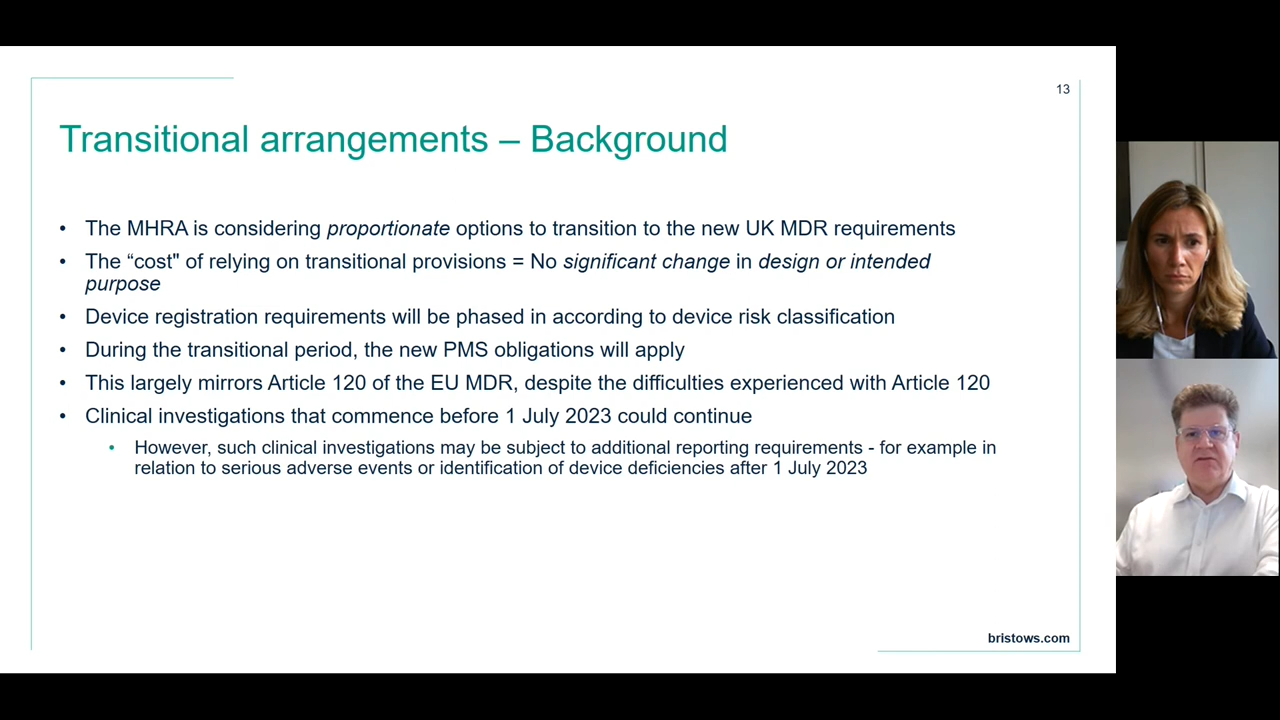 13
Transitional arrangements – Background
• The MHRA is considering proportionate options to transition to the new UK MDR requirements
• The “cost" of relying on transitional provisions = No significant change in design or intended
purpose
• Device registration requirements will be phased in according to device risk classification
• During the transitional period, the new PMS obligations will apply
• This largely mirrors Article 120 of the EU MDR, despite the difficulties experienced with Article 120
• Clinical investigations that commence before 1 July 2023 could continue
• However, such clinical investigations may be subject to additional reporting requirements - for example in
relation to serious adverse events or identification of device deficiencies after 1 July 2023
bristows.com